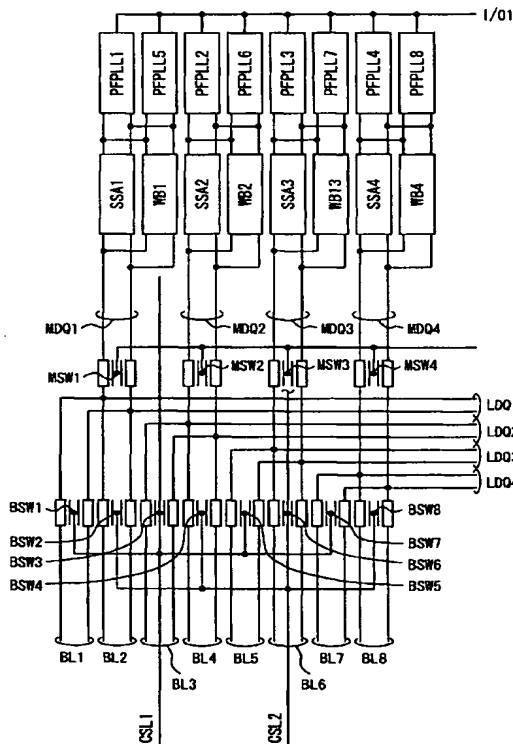 I/O1
PFPLL1
PFPLL5
PFPLL2
PFPLL6
PFPLL3
PFPLL7
PFPLL4
PFPLL8
SSA1
WB1
SSA2
WB2
SSA3
WB13
SSA4
WB4
MDQ1
MDQ2
MDQ3
MDQ4
MSW1
MSW2
MSW3
MSW4
LDQ
LDQ2
LDQ3
LDQ4
BSW1
BSW8
BSW2
BSW7
BSW3
BSW6
BSW4
BSW5
BL1
BL2
BL4
BL5
BL7
BL8
BL3
BL6
CSL1
CSL2